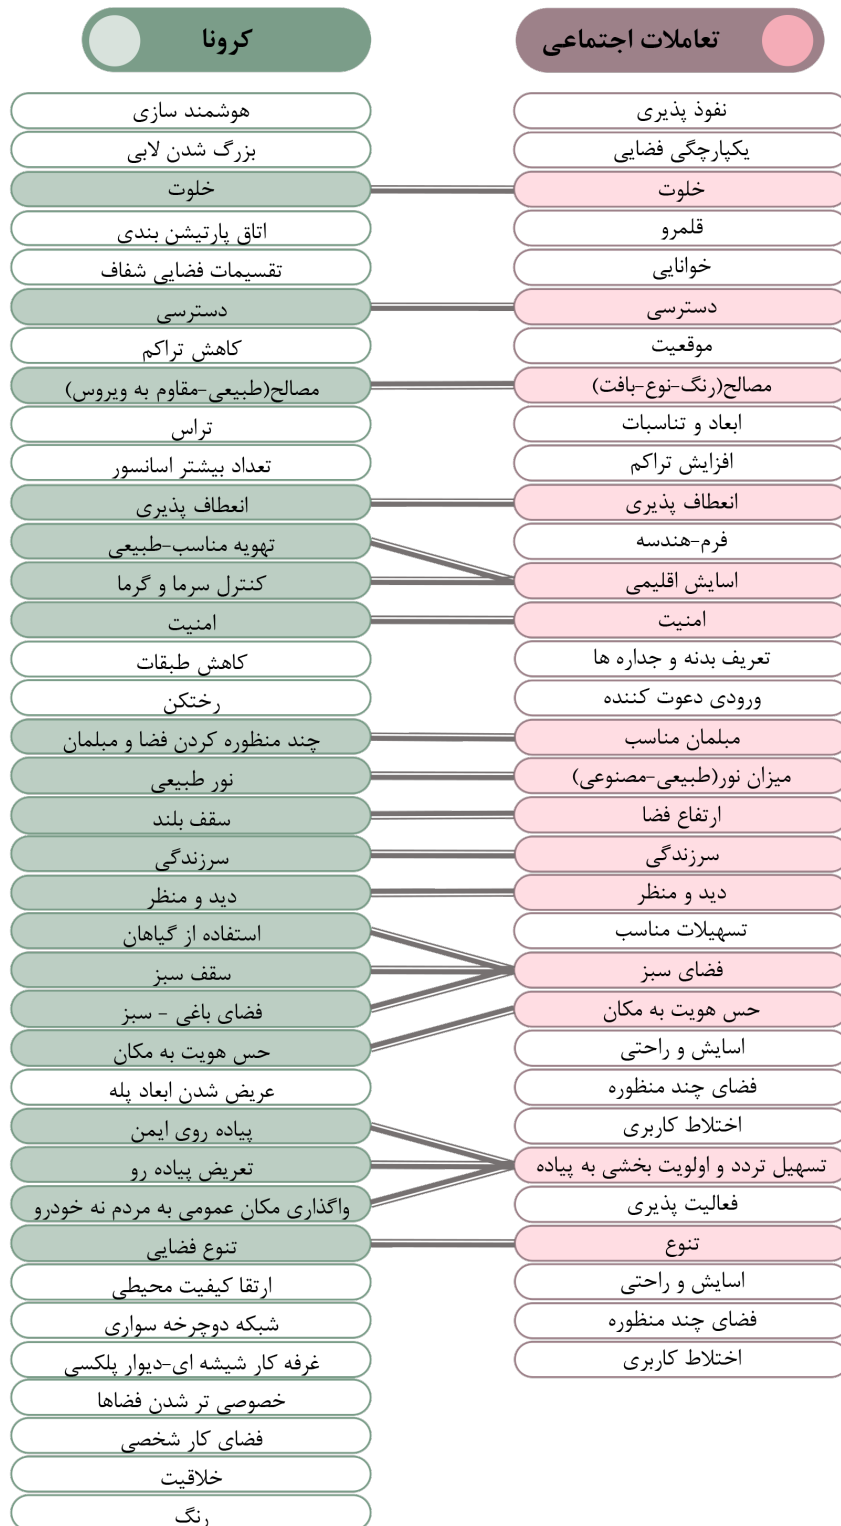 تعاملات اجتماعی
نفوذ پذیری
یکپارچگی فضایی
خلوت
قلمرو
خوانایی
دسترسی
موقعیت
مصالح(رنگ-نوع-بافت)
ابعاد و تناسبات
افزایش تراکم
انعطاف پذیری
فرم-هندسه
اسایش اقلیمی
امنیت
تعریف بدنه و جداره ها
ورودی دعوت کننده
مبلمان مناسب
میزان نور(طبیعی-مصنوعی)
ارتفاع فضا
سرزندگی
دید و منظر
تسهیلات مناسب
فضای سبز
حس هویت به مکان
اسایش و راحتی
فضای چند منظوره
اختلاط کاربری
تسهیل تردد و اولویت بخشی به پیاده
فعالیت پذیری
تنوع
اسایش و راحتی
فضای چند منظوره
اختلاط کاربری
کرونا
هوشمند سازی
بزرگ شدن لابی
خلوت
اتاق پارتیشن بندی
تقسیمات فضایی شفاف
دسترسی
کاهش تراکم
مصالح(طبیعی-مقاوم به ویروس)
تراس
تعداد بیشتر اسانسور
انعطاف پذیری
تهویه مناسب-طبیعی
کنترل سرما و گرما
امنیت
کاهش طبقات
رختکن
چند منظوره کردن فضا و مبلمان
نور طبیعی
سقف بلند
سرزندگی
دید و منظر
استفاده از گیاهان
سقف سبز
فضای باغی - سبز
حس هویت به مکان
عریض شدن ابعاد پله
پیاده روی ایمن
تعریض پیاده رو
واگذاری مکان عمومی به مردم نه خودرو
تنوع فضایی
ارتقا کیفیت محیطی
شبکه دوچرخه سواری
غرفه کار شیشه ای-دیوار پلکسی
خصوصی تر شدن فضاها
فضای کار شخصی
خلاقیت
رنگ